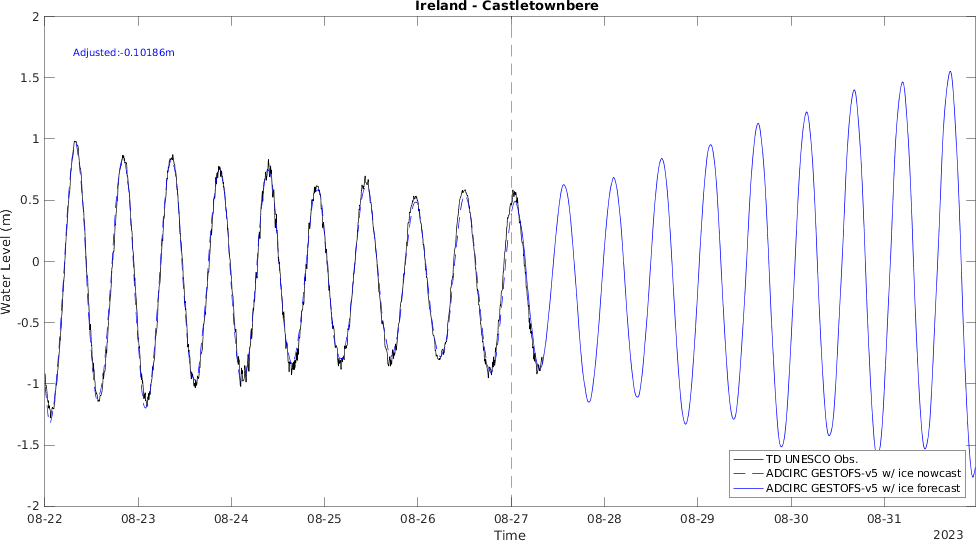 Ireland - Castletownbere
Adjusted:-0.10186m
2
1.5
1
0.5
0
-0.5
-1
-1.5
-2
Water Level (m)
TD UNESCO Obs.
ADCIRC GESTOFS-v5 w/ ice nowcast
ADCIRC GESTOFS-v5 w/ ice forecast
08-22 08-23 08-24 08-25 08-26 08-27 08-28 08-29 08-30 08-31
Time
2023